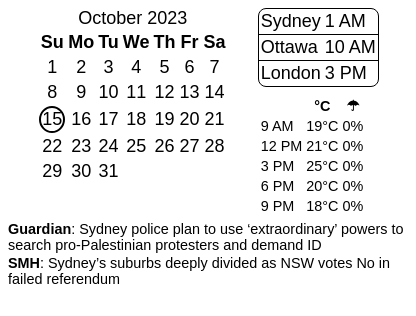 October 2023
Su Mo Tu We Th Fr Sa
1 2 3 4 5 6 7
8 9 10 11 12 13 14
15 16 17 18 19 20 21
22 23 24 25 26 27 28
29 30 31
Sydney 1 AM
Ottawa 10 AM
London 3 PM
°C ☂
9 AM 19°C 0%
12 PM 21°C 0%
3 PM 25°C 0%
6 PM 20°C 0%
9 PM 18°C 0%
Guardian: Sydney police plan to use ‘extraordinary’ powers to
search pro-Palestinian protesters and demand ID
SMH: Sydney’s suburbs deeply divided as NSW votes No in
failed referendum